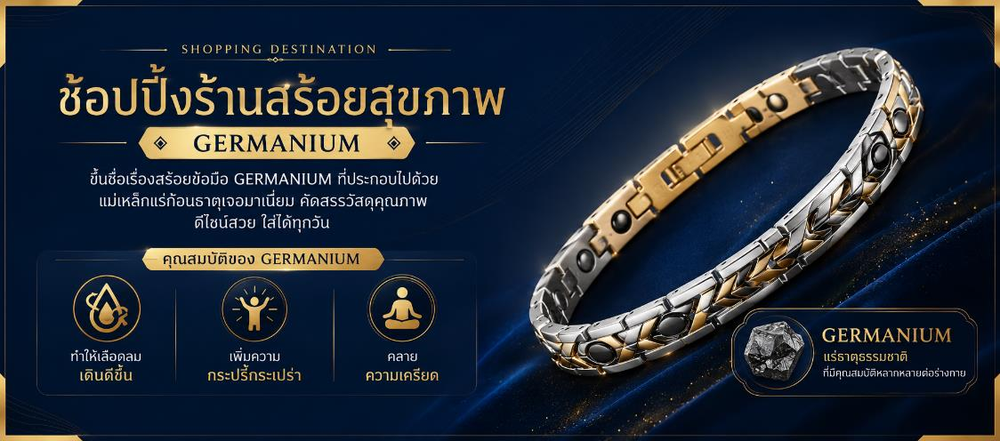 SHOPPING DESTINATION
ช้อปปิ้งร้านสร้อยสุขภาพ
GERMANIUM
ขึ้นชื่อเรื่องสร้อยข้อมือ GERMANIUM ที่ประกอบไปด้วย
แม่เหล็กแร่ก้อนธาตุเจอมาเนี่ยม คัดสรรวัสดุคุณภาพ
ดีไซน์สวย ใส่ได้ทุกวัน
คุณสมบัติของ GERMANIUM
ทำให้เลือดลม
เดินดีขึ้น
เพิ่มความ
กระปรี้กระเปร่า
คลาย
ความเครียด
GERMANIUM
แร่ธาตุธรรมชาติ
ที่มีคุณสมบัติหลากหลายต่อร่างกาย